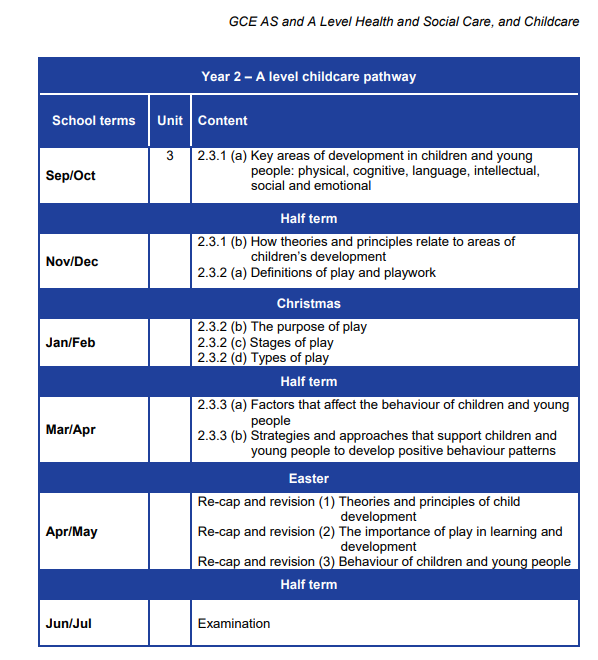 GCE AS and A Level Health and Social Care, and Childcare
Year 2 – A level childcare pathway
School terms Unit Content
Sep/Oct 3 2.3.1 (a) Key areas of development in children and young
people: physical, cognitive, language, intellectual,
social and emotional
Half term
Nov/Dec 2.3.1 (b) How theories and principles relate to areas of
children's development
2.3.2 (a) Definitions of play and playwork
Christmas
Jan/Feb 2.3.2 (b) The purpose of play
2.3.2 (c) Stages of play
2.3.2 (d) Types of play
Half term
Mar/Apr 2.3.3 (a) Factors that affect the behaviour of children and young
people
2.3.3 (b) Strategies and approaches that support children and
young people to develop positive behaviour patterns
Easter
Apr/May Re-cap and revision (1) Theories and principles of child
development
Re-cap and revision (2) The importance of play in learning and
development
Re-cap and revision (3) Behaviour of children and young people
Half term
Jun/Jul Examination